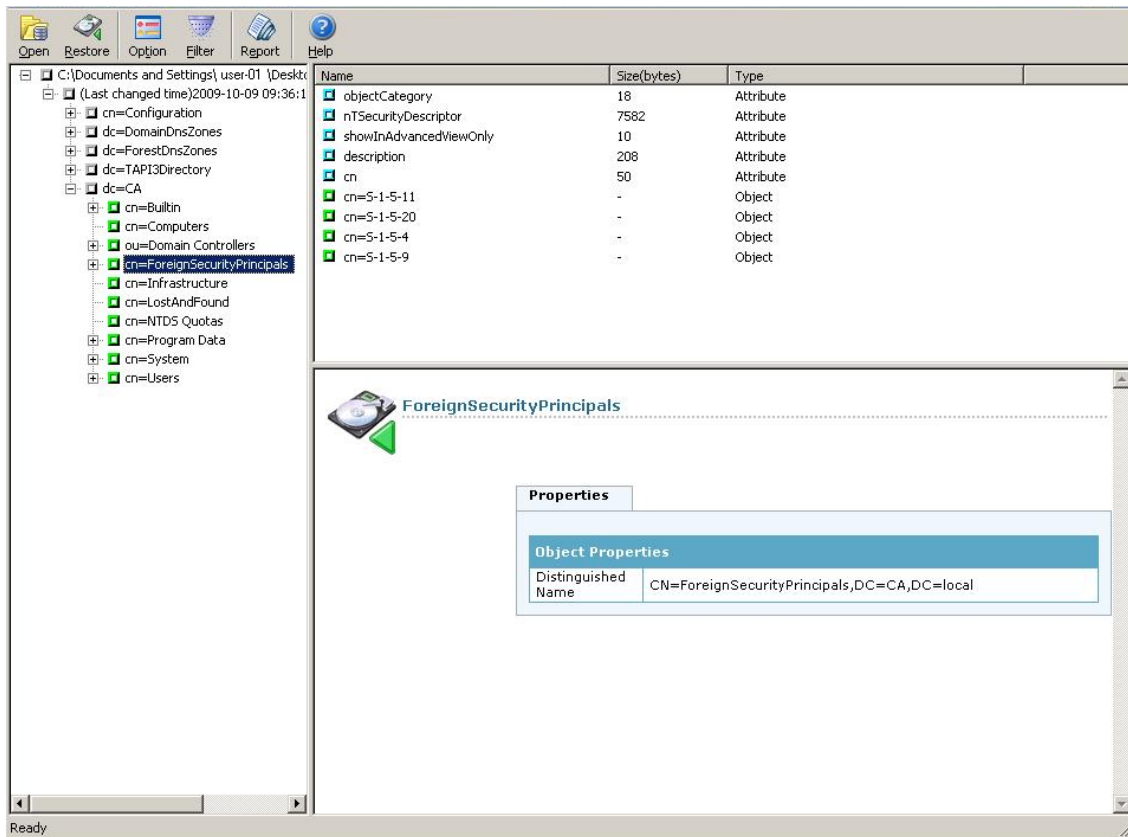 Open Restore Option Filter Report Help
C:\Documents and Settings\ user-01 \Deskt
(Last changed time)2009-10-09 09:36:1
cn=Configuration
dc=DomainDnsZones
dc=ForestDnsZones
dc=TAPI3Directory
dc=CA
cn=Builtin
cn=Computers
ou=Domain Controllers
cn=ForeignSecurityPrincipals
cn=Infrastructure
cn=LostAndFound
cn=NTDS Quotas
cn=Program Data
cn=System
cn=Users
Name Size(bytes) Type
objectCategory 18 Attribute
nTSecurityDescriptor 7582 Attribute
showInAdvancedViewOnly 10 Attribute
description 208 Attribute
cn 50 Attribute
cn=S-1-5-11 - Object
cn=S-1-5-20 - Object
cn=S-1-5-4 - Object
cn=S-1-5-9 - Object
ForeignSecurityPrincipals
Properties
Object Properties
Distinguished Name CN=ForeignSecurityPrincipals,DC=CA,DC=local
Ready